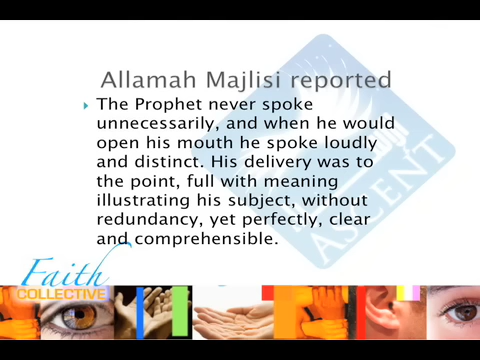 Allamah Majlisi reported
The Prophet never spoke
unnecessarily, and when he would
open his mouth he spoke loudly
and distinct. His delivery was to
the point, full with meaning
illustrating his subject, without
redundancy, yet perfectly, clear
and comprehensible.
ASCENT
Faith
COLLECTIVE